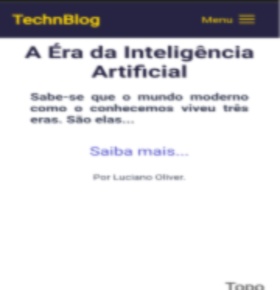 TechnBlog
Menu
A Éra da Inteligência
Artificial
Sabe-se que o mundo moderno
como o conhecemos viveu três
eras. São elas...
Saiba mais...
Por Luciano Oliver.
Topo